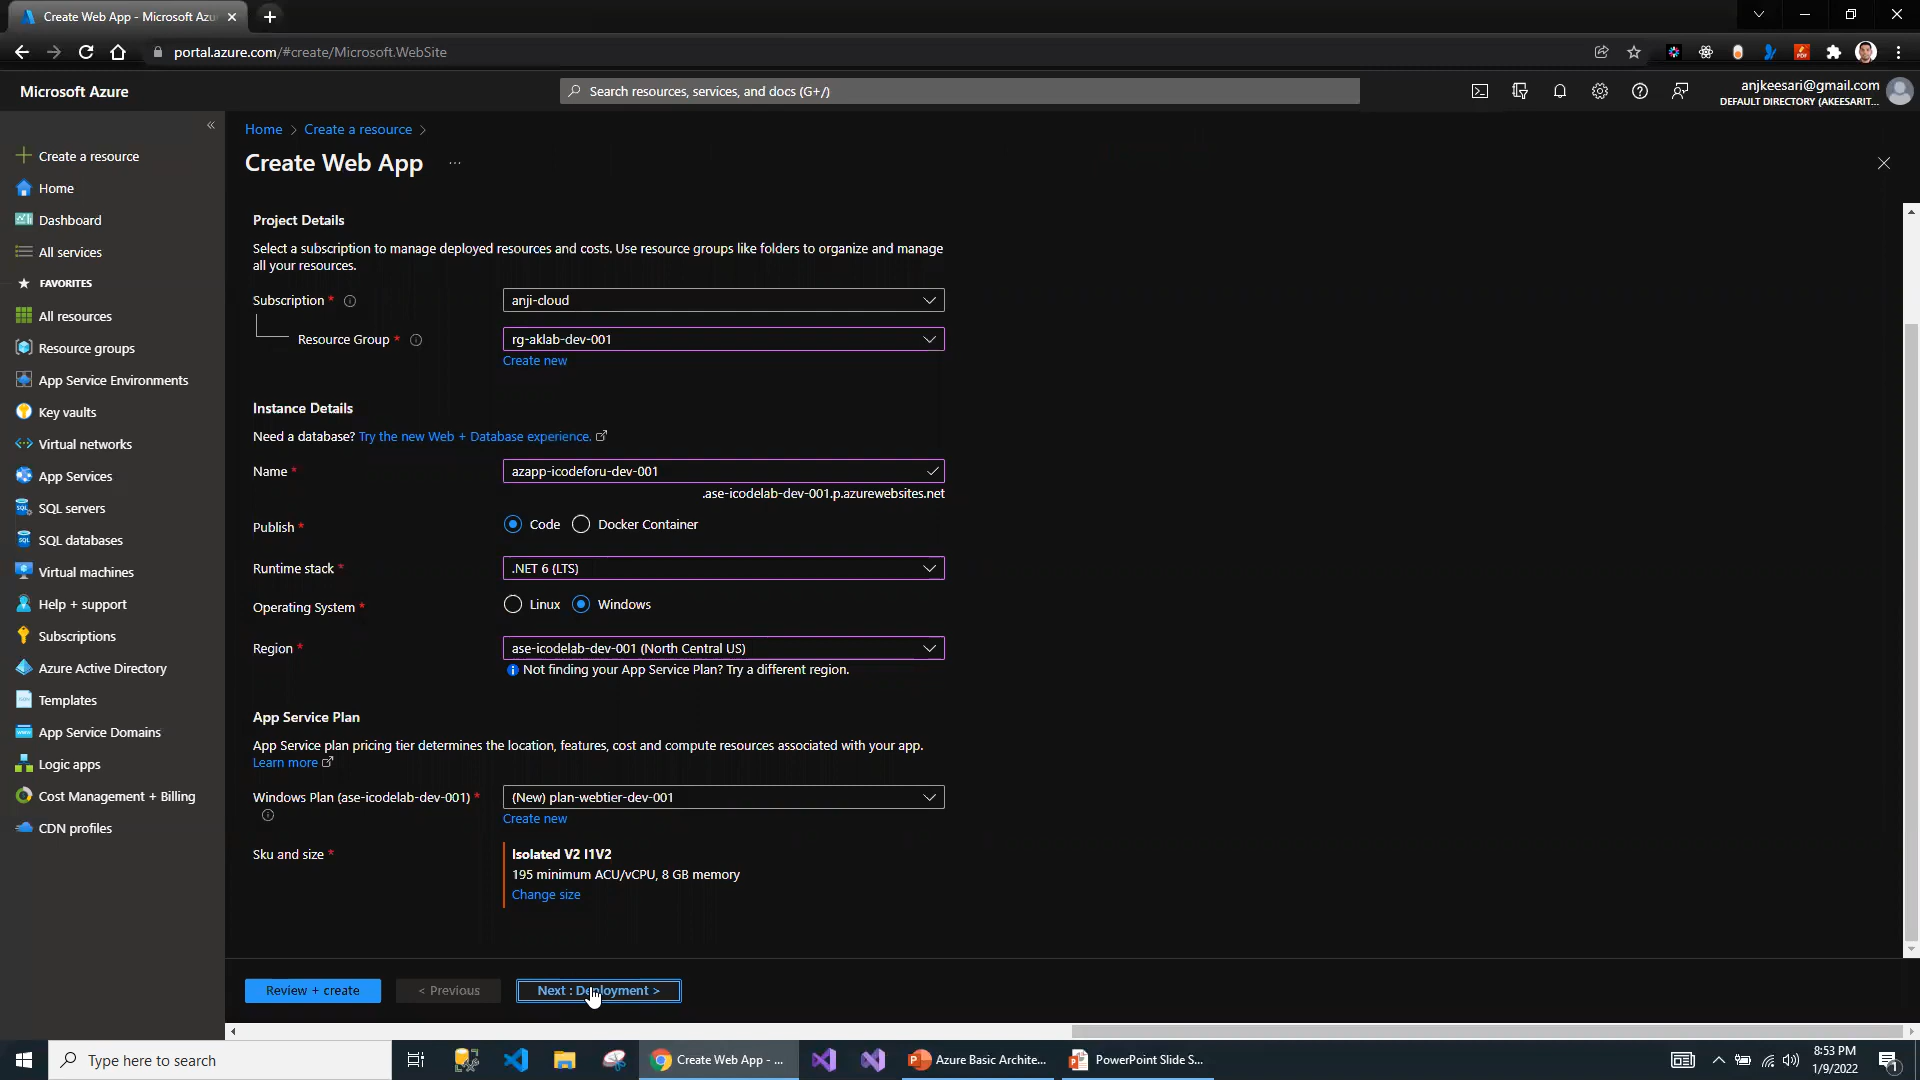 Create Web App - Microsoft Azu
portal.azure.com/#create/Microsoft.WebSite
Microsoft Azure
Search resources, services, and docs (G+/)
anjkeesari@gmail.com
DEFAULT DIRECTORY (AKEESARIT...
Create a resource
Home
Dashboard
All services
FAVORITES
All resources
Resource groups
App Service Environments
Key vaults
Virtual networks
App Services
SQL servers
SQL databases
Virtual machines
Help + support
Subscriptions
Azure Active Directory
Templates
App Service Domains
Logic apps
Cost Management + Billing
CDN profiles
Home > Create a resource >
Create Web App ...
Project Details
Select a subscription to manage deployed resources and costs. Use resource groups like folders to organize and manage
all your resources.
Subscription * anji-cloud
Resource Group * rg-aklab-dev-001
Create new
Instance Details
Need a database? Try the new Web + Database experience.
Name * azapp-icodeforu-dev-001
.ase-icodelab-dev-001.p.azurewebsites.net
Publish * Code Docker Container
Runtime stack * .NET 6 (LTS)
Operating System * Linux Windows
Region * ase-icodelab-dev-001 (North Central US)
Not finding your App Service Plan? Try a different region.
App Service Plan
App Service plan pricing tier determines the location, features, cost and compute resources associated with your app.
Learn more
Windows Plan (ase-icodelab-dev-001) * (New) plan-webtier-dev-001
Create new
Sku and size * Isolated V2 I1V2
195 minimum ACU/vCPU, 8 GB memory
Change size
Review + create < Previous Next : Deployment >
Type here to search
Create Web App - ...
Azure Basic Archite...
PowerPoint Slide S...
8:53 PM
1/9/2022
1